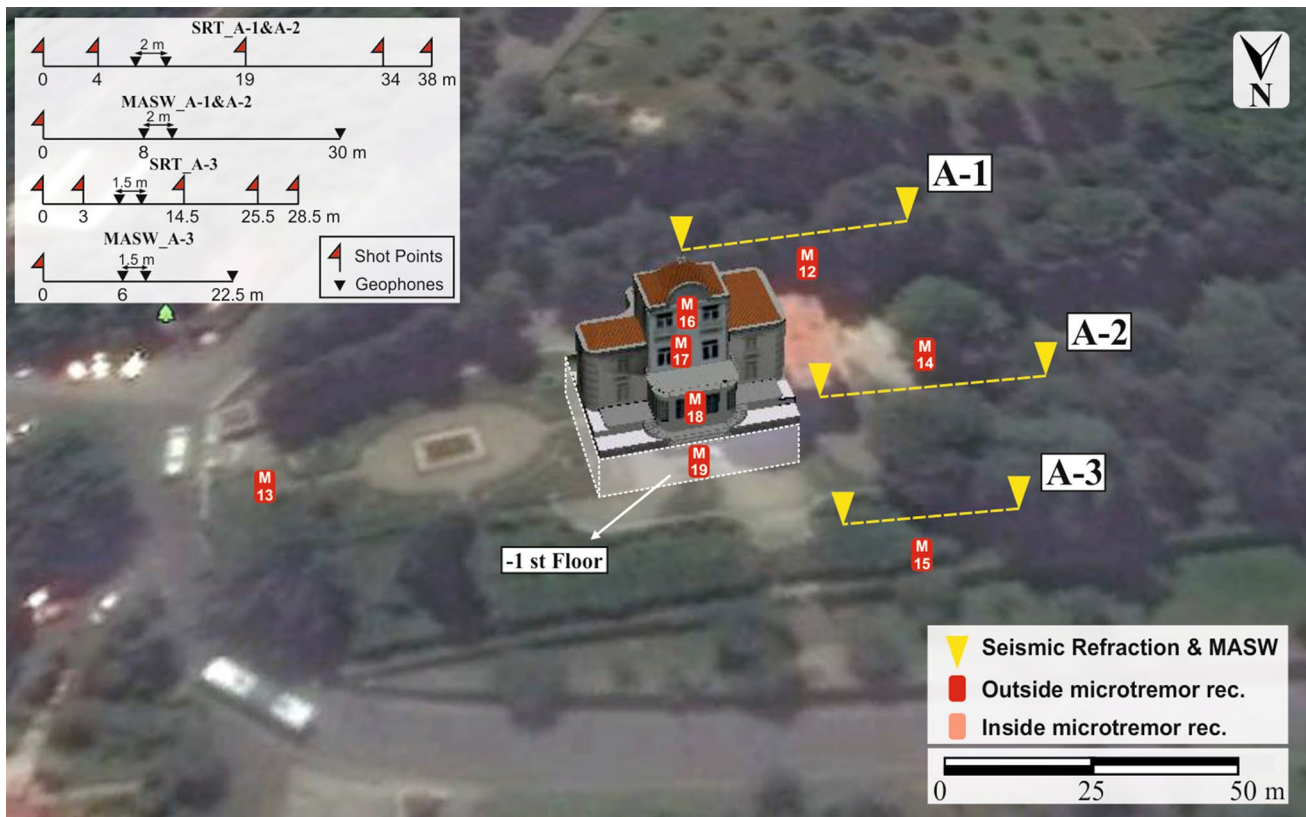 SRT_A-1&A-2
2 m
0 4 19 34 38 m
MASW_A-1&A-2
2 m
0 8 30 m
SRT_A-3
1.5 m
0 3 14.5 25.5 28.5 m
MASW_A-3
1.5 m
0 6 22.5 m
Shot Points
Geophones
N
A-1
M
12
M
16
M
17
M
14
A-2
M
18
M
19
M
13
A-3
M
15
-1 st Floor
Seismic Refraction & MASW
Outside microtremor rec.
Inside microtremor rec.
0 25 50 m